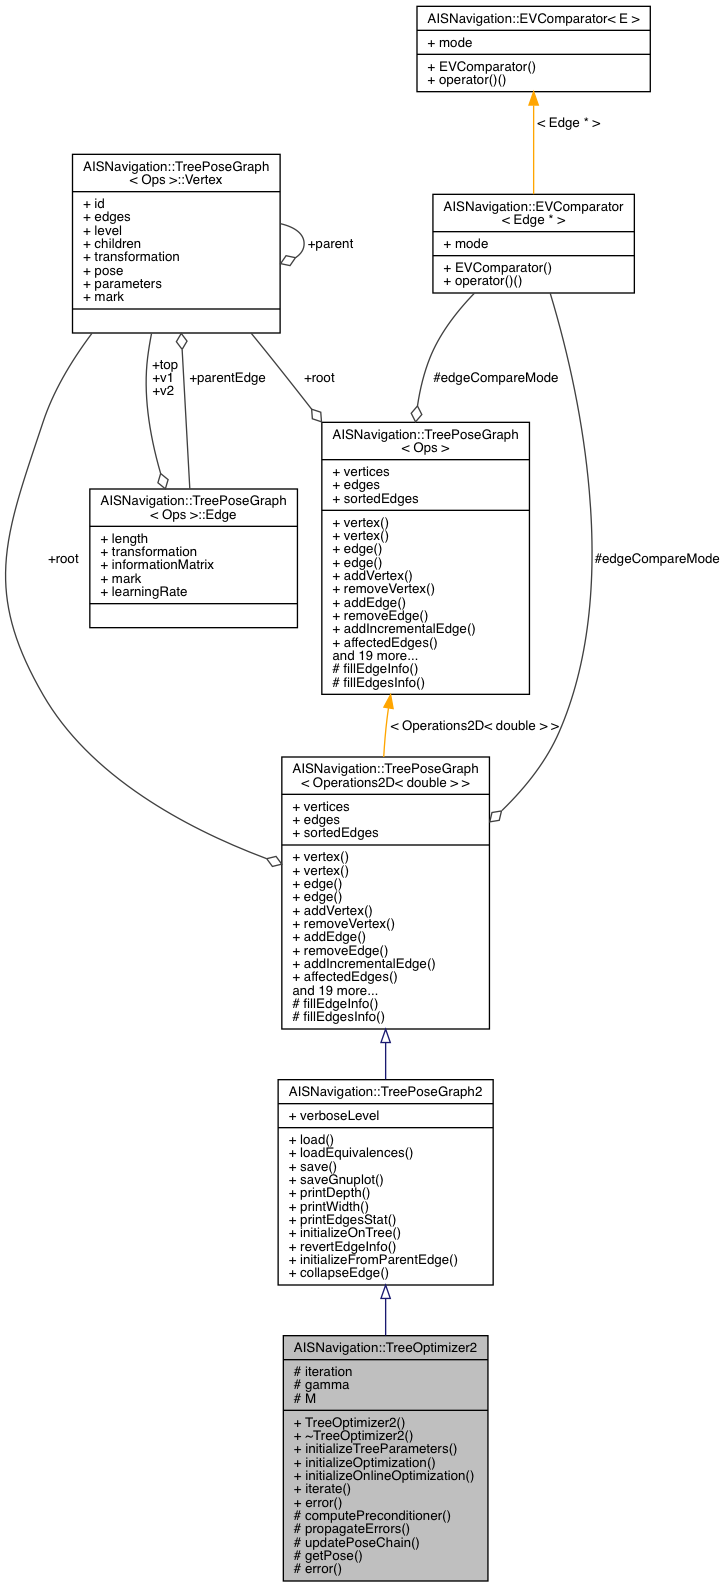 AISNavigation::EVComparator< E >
+ mode
+ EVComparator()
+ operator()()
< Edge * >
AISNavigation::TreePoseGraph
< Ops >::Vertex
+ id
+ edges
+ level
+ children
+ transformation
+ pose
+ parameters
+ mark
+parent
AISNavigation::EVComparator
< Edge * >
+ mode
+ EVComparator()
+ operator()()
+top
+v1
+v2
+parentEdge
+root
#edgeCompareMode
AISNavigation::TreePoseGraph
< Ops >
+ vertices
+ edges
+ sortedEdges
+ vertex()
+ vertex()
+ edge()
+ edge()
+ addVertex()
+ removeVertex()
+ addEdge()
+ removeEdge()
+ addIncrementalEdge()
+ affectedEdges()
and 19 more...
# fillEdgeInfo()
# fillEdgesInfo()
AISNavigation::TreePoseGraph
< Ops >::Edge
+ length
+ transformation
+ informationMatrix
+ mark
+ learningRate
+root
#edgeCompareMode
< Operations2D< double > >
AISNavigation::TreePoseGraph
< Operations2D< double > >
+ vertices
+ edges
+ sortedEdges
+ vertex()
+ vertex()
+ edge()
+ edge()
+ addVertex()
+ removeVertex()
+ addEdge()
+ removeEdge()
+ addIncrementalEdge()
+ affectedEdges()
and 19 more...
# fillEdgeInfo()
# fillEdgesInfo()
AISNavigation::TreePoseGraph2
+ verboseLevel
+ load()
+ loadEquivalences()
+ save()
+ saveGnuplot()
+ printDepth()
+ printWidth()
+ printEdgesStat()
+ initializeOnTree()
+ revertEdgeInfo()
+ initializeFromParentEdge()
+ collapseEdge()
AISNavigation::TreeOptimizer2
# iteration
# gamma
# M
+ TreeOptimizer2()
+ ~TreeOptimizer2()
+ initializeTreeParameters()
+ initializeOptimization()
+ initializeOnlineOptimization()
+ iterate()
+ error()
# computePreconditioner()
# propagateErrors()
# updatePoseChain()
# getPose()
# error()